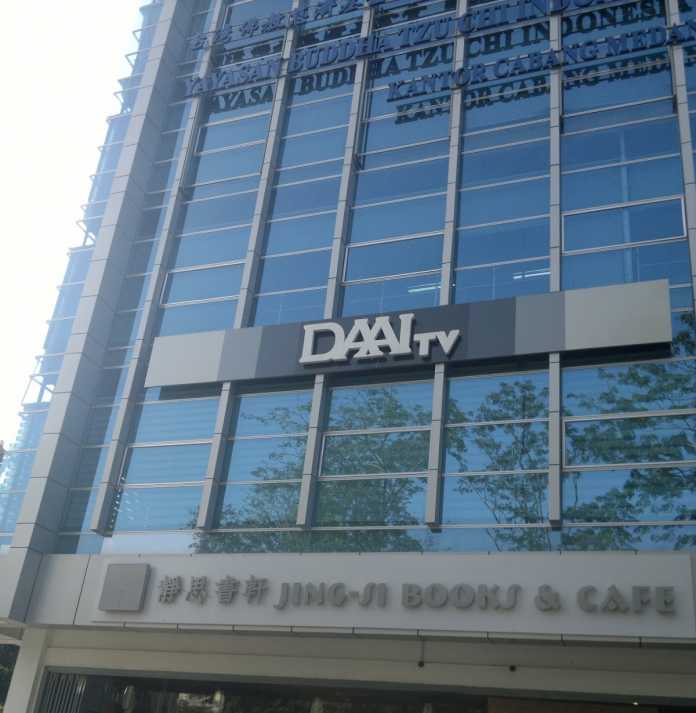 YAYASAN BUDDHA TZU CHI INDONESIA
KANTOR CABANG MEDAN
DAAI TV
靜思書軒 JING-SI BOOKS & CAFE